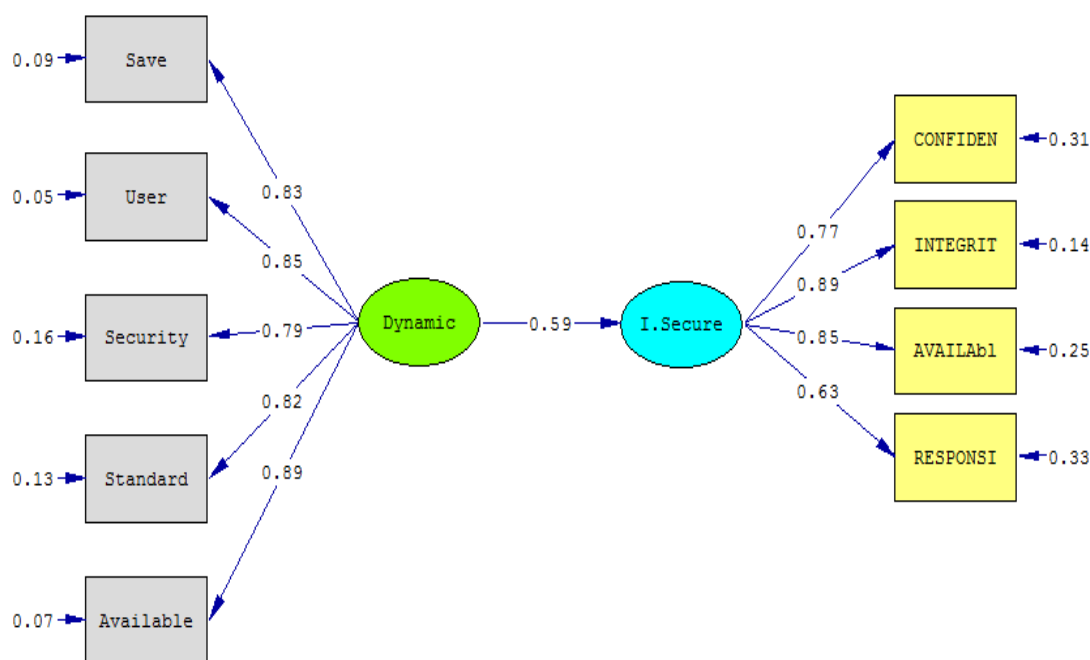 0.09
Save
0.05
User
0.16
Security
0.13
Standard
0.07
Available
0.83
0.85
0.79
0.82
0.89
Dynamic
0.59
I.Secure
0.77
0.89
0.85
0.63
CONFIDEN
0.31
INTEGRIT
0.14
AVAILAbl
0.25
RESPONSI
0.33